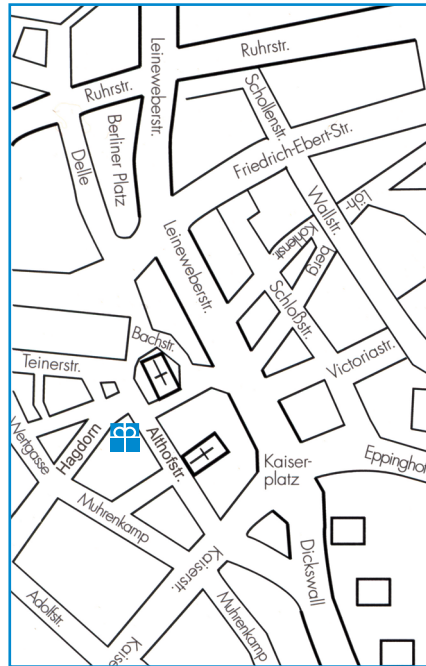 Ruhrstr.
Leineweberstr.
Ruhrstr.
Schollenstr.
Berliner Platz
Delle
Friedrich-Ebert-Str.
Wallstr.
Löh-
berg
Kohlenstr.
Leineweberstr.
Schloßstr.
Bachstr.
Teinerstr.
Victoriastr.
Hagdorn
Althofstr.
Wertgasse
Kaiser-
platz
Eppinghof
Muhrenkamp
Kaiserstr.
Dickswall
Adolfstr.
Muhrenkamp
Kaise